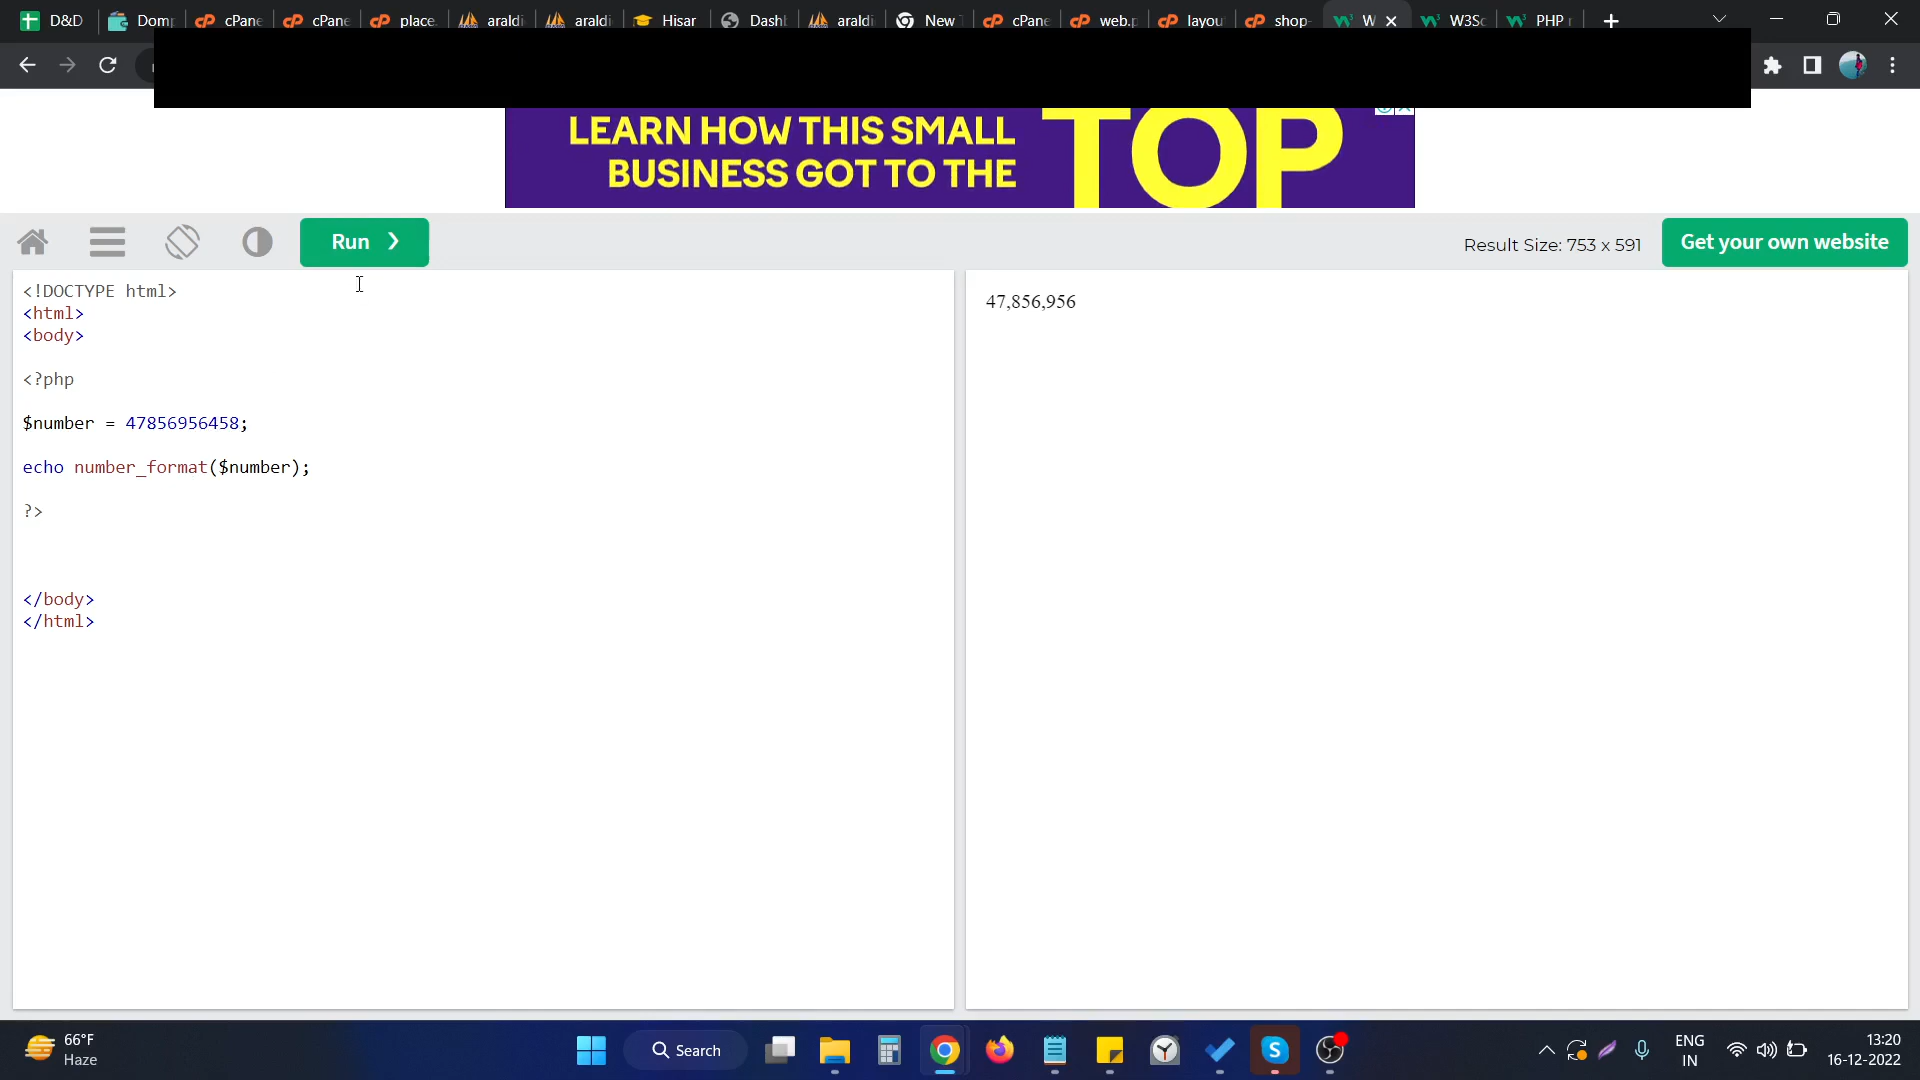 D&D
Domp
cPane
cPane
place.
araldi
araldi
Hisar
Dash
araldi
New T
cPane
web.p
layou
shop-
W
W3Sc
PHP
LEARN HOW THIS SMALL
BUSINESS GOT TO THE
TOP
Run ❯
Result Size: 753 x 591
Get your own website
<!DOCTYPE html>
<html>
<body>
<?php
$number = 47856956458;
echo number_format($number);
?>
</body>
</html>
47,856,956
66°F
Haze
Search
ENG
IN
13:20
16-12-2022